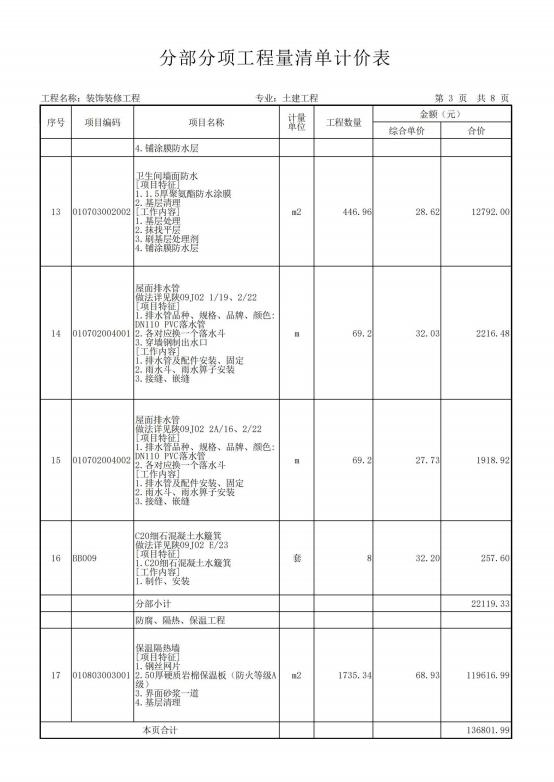 分部分项工程量清单计价表
工程名称: 装饰装修工程 专业: 土建工程 第 3 页 共 8 页
序号 项目编码 项目名称 计量单位 工程数量 金额（元）
综合单价 合价
4.铺涂膜防水层
卫生间墙面防水
[项目特征]
1.1.5厚聚氨酯防水涂膜
2.基层清理
13 010703002002 [工作内容] m2 446.96 28.62 12792.00
1.基层处理
2.抹找平层
3.刷基层处理剂
4.铺涂膜防水层
屋面排水管
做法详见陕09J02 1/19、2/22
[项目特征]
1.排水管品种、规格、品牌、颜色:
DN110 PVC落水管
14 010702004001 2.各对应换一个落水斗 m 69.2 32.03 2216.48
3.穿墙钢制出水口
[工作内容]
1.排水管及配件安装、固定
2.雨水斗、雨水箅子安装
3.接缝、嵌缝
屋面排水管
做法详见陕09J02 2A/16、2/22
[项目特征]
1.排水管品种、规格、品牌、颜色:
DN110 PVC落水管
15 010702004002 2.各对应换一个落水斗 m 69.2 27.73 1918.92
[工作内容]
1.排水管及配件安装、固定
2.雨水斗、雨水箅子安装
3.接缝、嵌缝
C20细石混凝土水簸箕
做法详见陕09J02 E/23
[项目特征]
16 BB009 1.C20细石混凝土水簸箕 套 8 32.20 257.60
[工作内容]
1.制作、安装
分部小计 22119.33
防腐、隔热、保温工程
保温隔热墙
[项目特征]
1.钢丝网片
17 010803003001 2.50厚硬质岩棉保温板（防火等级A m2 1735.34 68.93 119616.99
级）
3.界面砂浆一道
4.基层清理
本页合计 136801.99